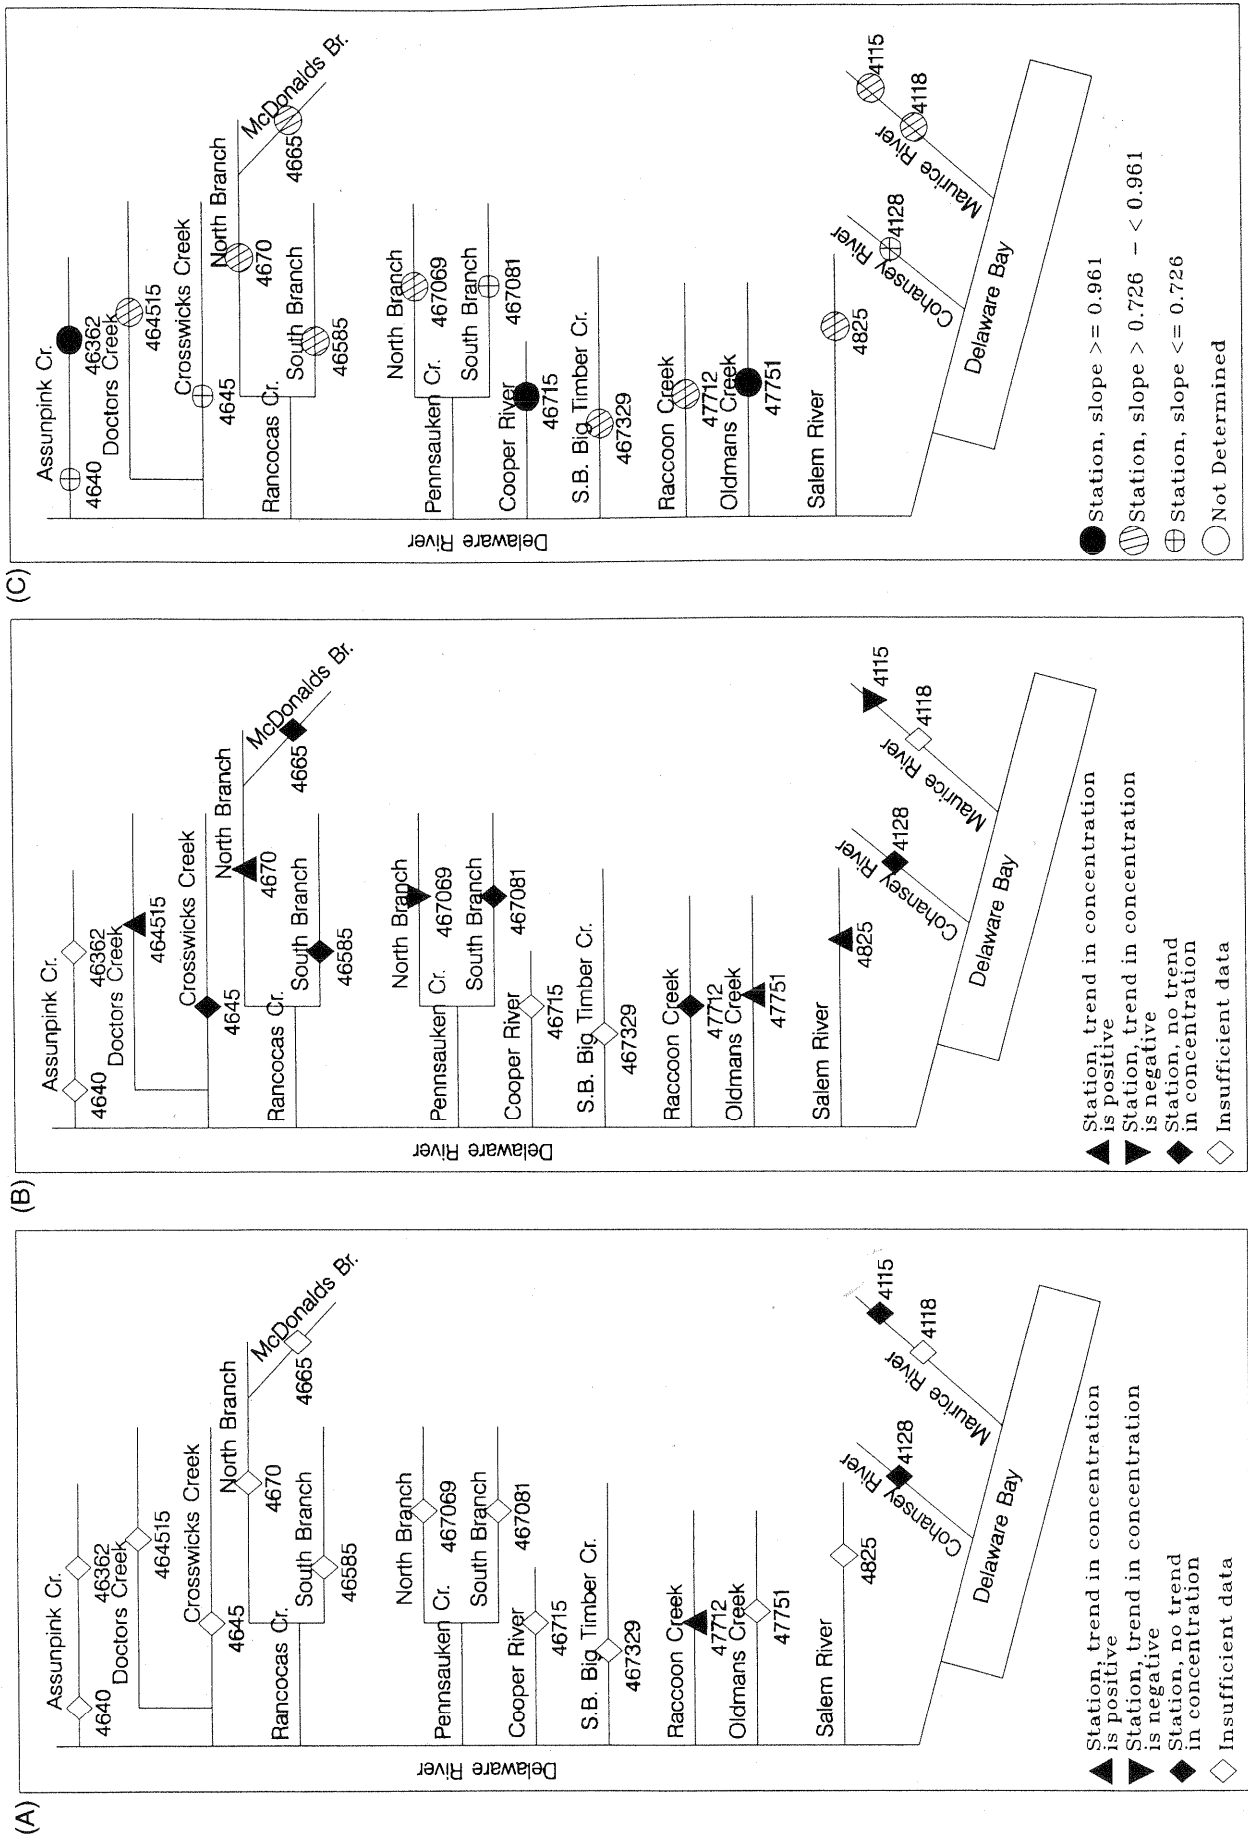 (A)
Assunpink Cr.
4640
46362
Doctors Creek
464515
Crosswicks Creek
4645
North Branch
4670
McDonalds Br.
4665
Rancocas Cr.
South Branch
46585
North Branch
467069
Pennsauken Cr.
South Branch
467081
Cooper River
46715
S.B. Big Timber Cr.
467329
Raccoon Creek
47712
Oldmans Creek
47751
Salem River
4825
Delaware River
Cohansey River
4128
Maurice River
4118
4115
Delaware Bay
Station, trend in concentration
is positive
Station, trend in concentration
is negative
Station, no trend
in concentration
Insufficient data
(B)
Assunpink Cr.
4640
46362
Doctors Creek
464515
Crosswicks Creek
4645
North Branch
4670
McDonalds Br.
4665
Rancocas Cr.
South Branch
46585
North Branch
467069
Pennsauken Cr.
South Branch
467081
Cooper River
46715
S.B. Big Timber Cr.
467329
Raccoon Creek
47712
Oldmans Creek
47751
Salem River
4825
Delaware River
Cohansey River
4128
Maurice River
4118
4115
Delaware Bay
Station, trend in concentration
is positive
Station, trend in concentration
is negative
Station, no trend
in concentration
Insufficient data
(C)
Assunpink Cr.
4640
46362
Doctors Creek
464515
Crosswicks Creek
4645
North Branch
4670
McDonalds Br.
4665
Rancocas Cr.
South Branch
46585
North Branch
467069
Pennsauken Cr.
South Branch
467081
Cooper River
46715
S.B. Big Timber Cr.
467329
Raccoon Creek
47712
Oldmans Creek
47751
Salem River
4825
Delaware River
Cohansey River
4128
Maurice River
4118
4115
Delaware Bay
Station, slope >= 0.961
Station, slope > 0.726 - < 0.961
Station, slope <= 0.726
Not Determined